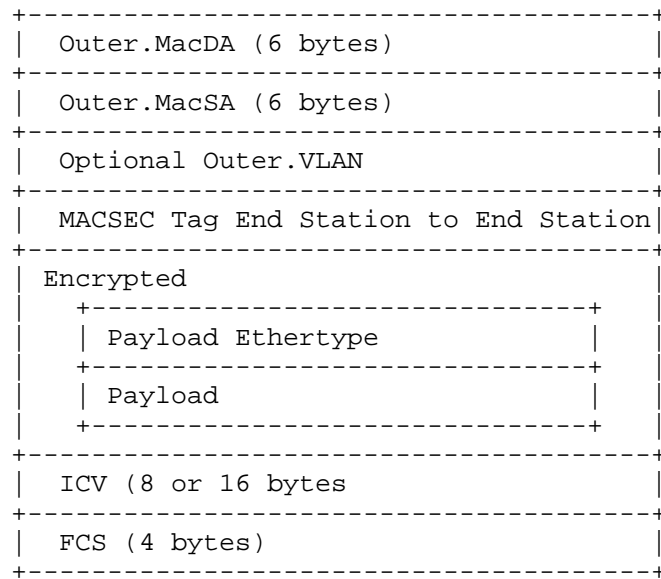 Outer.MacDA (6 bytes)
Outer.MacSA (6 bytes)
Optional Outer.VLAN
MACSEC Tag End Station to End Station
Encrypted
Payload Ethertype
Payload
ICV (8 or 16 bytes
FCS (4 bytes)